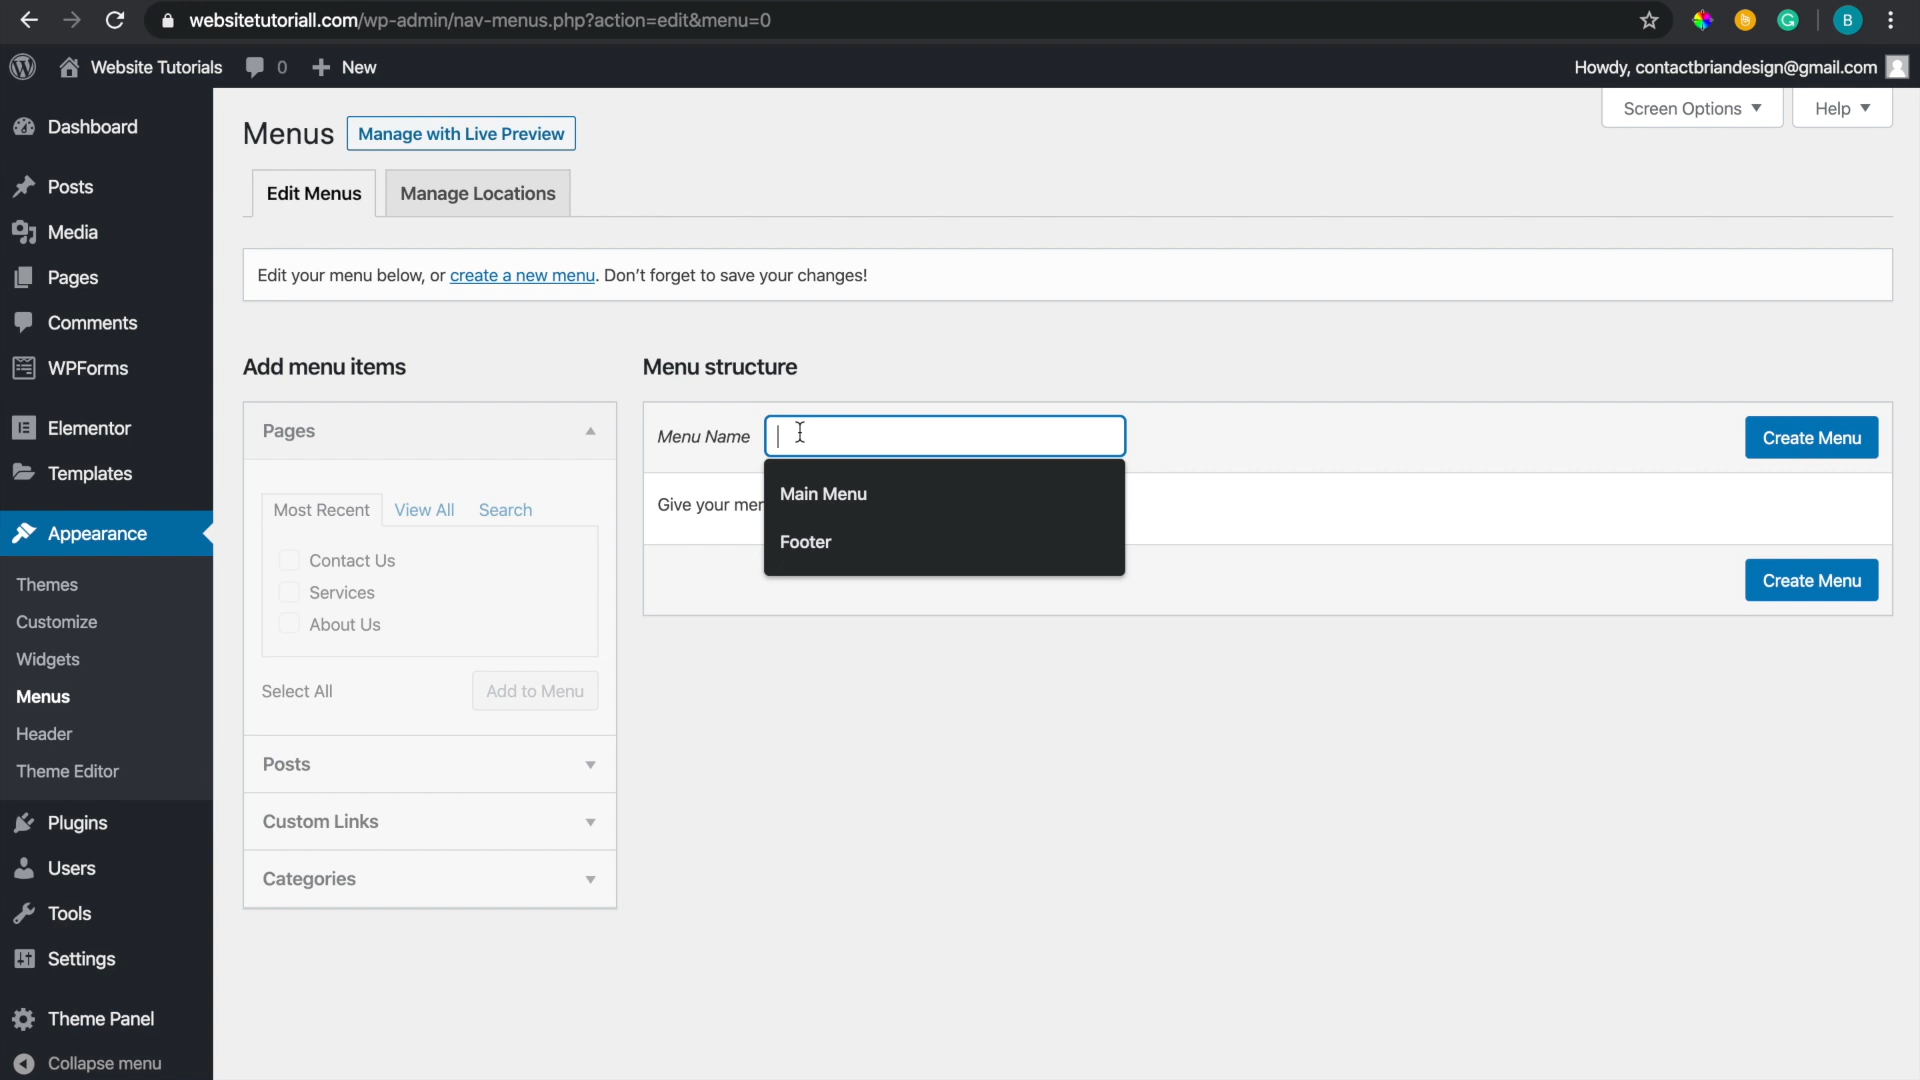 websitetutoriall.com/wp-admin/nav-menus.php?action=edit&menu=0
B
Website Tutorials
0
New
Howdy, contactbriandesign@gmail.com
Dashboard
Posts
Media
Pages
Comments
WPForms
Elementor
Templates
Appearance
Themes
Customize
Widgets
Menus
Header
Theme Editor
Plugins
Users
Tools
Settings
Theme Panel
Collapse menu
Screen Options
Help
Menus
Manage with Live Preview
Edit Menus
Manage Locations
Edit your menu below, or create a new menu. Don’t forget to save your changes!
Add menu items
Pages
Most Recent
View All
Search
Contact Us
Services
About Us
Select All
Add to Menu
Posts
Custom Links
Categories
Menu structure
Menu Name
Create Menu
Main Menu
Give your
Footer
Create Menu